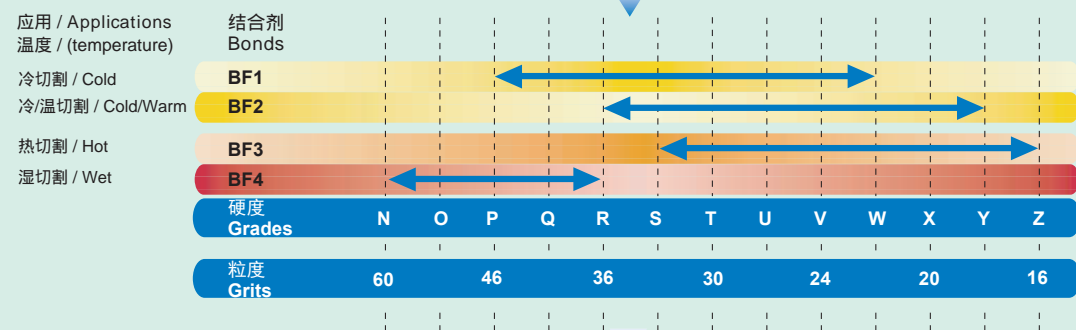 应用 / Applications
温度 / (temperature)
结合剂
Bonds
冷切割 / Cold
BF1
冷/温切割 / Cold/Warm
BF2
热切割 / Hot
BF3
湿切割 / Wet
BF4
硬度
Grades
N O P Q R S T U V W X Y Z
粒度
Grits
60 46 36 30 24 20 16